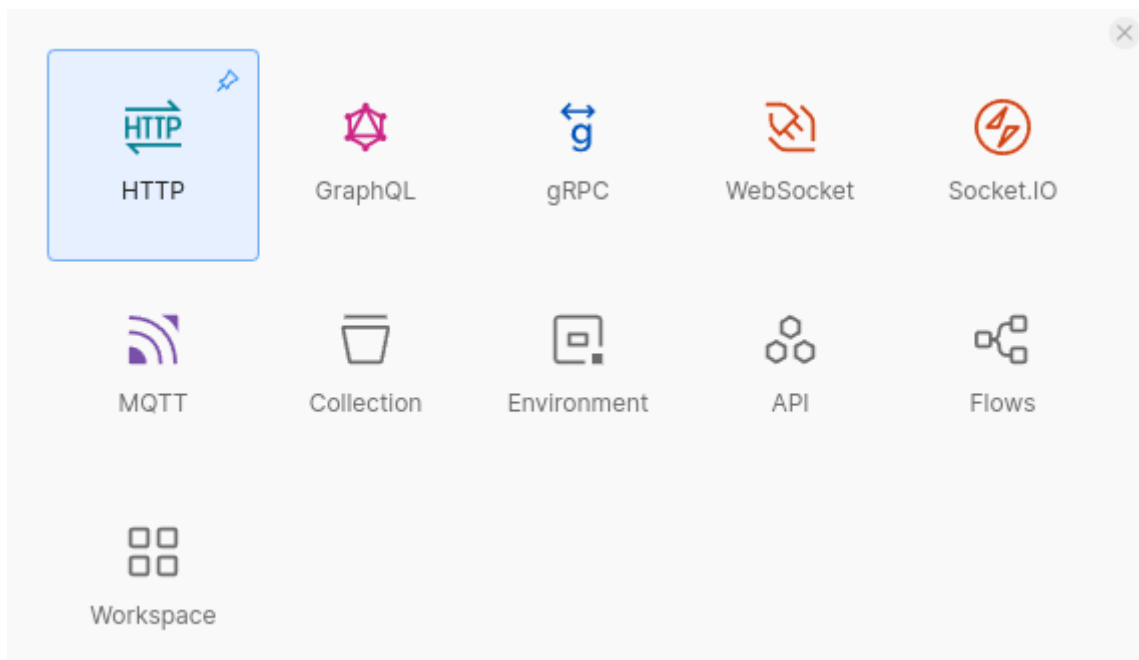 HTTP
HTTP
GraphQL
g
gRPC
WebSocket
Socket.IO
MQTT
Collection
Environment
API
Flows
Workspace